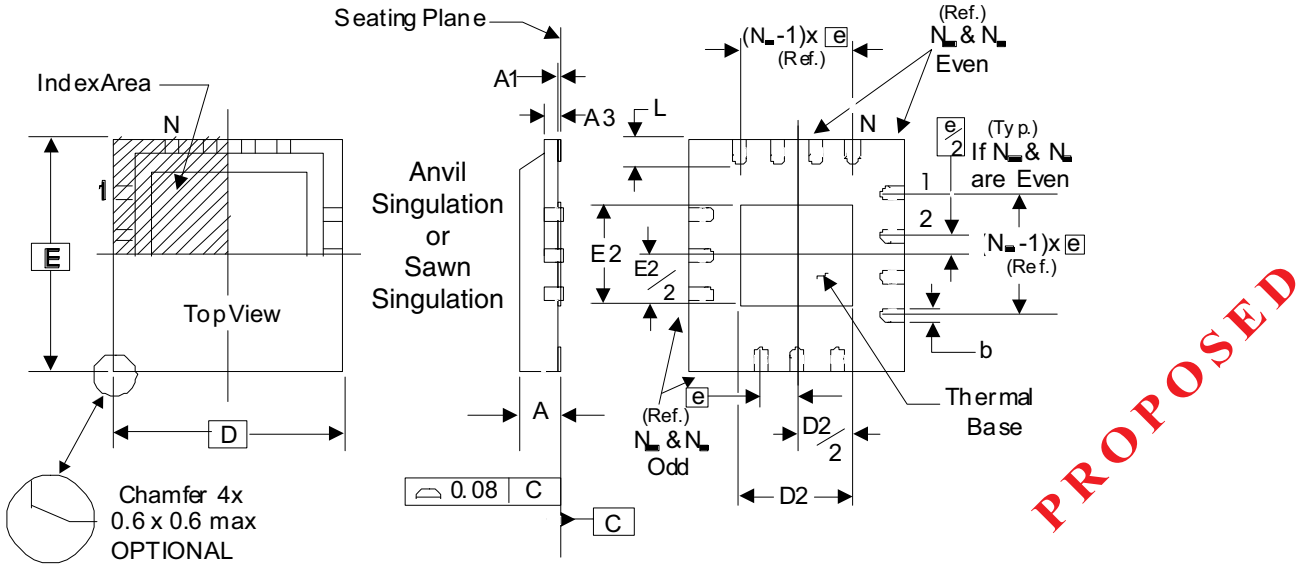 Seating Plane
Index Area
N
1
E
Top View
D
Chamfer 4x
0.6 x 0.6 max
OPTIONAL
Anvil
Singulation
or
Sawn
Singulation
A1
A3
L
A
0.08 C
C
E2
E2/2
(N -1)x e
(Ref.)
(Ref.)
N & N
Even
N
e/2
(Typ.)
If N & N
are Even
1
2
(N -1)x e
(Ref.)
b
Thermal
Base
e
(Ref.)
N & N
Odd
D2/2
D2
PROPOSED